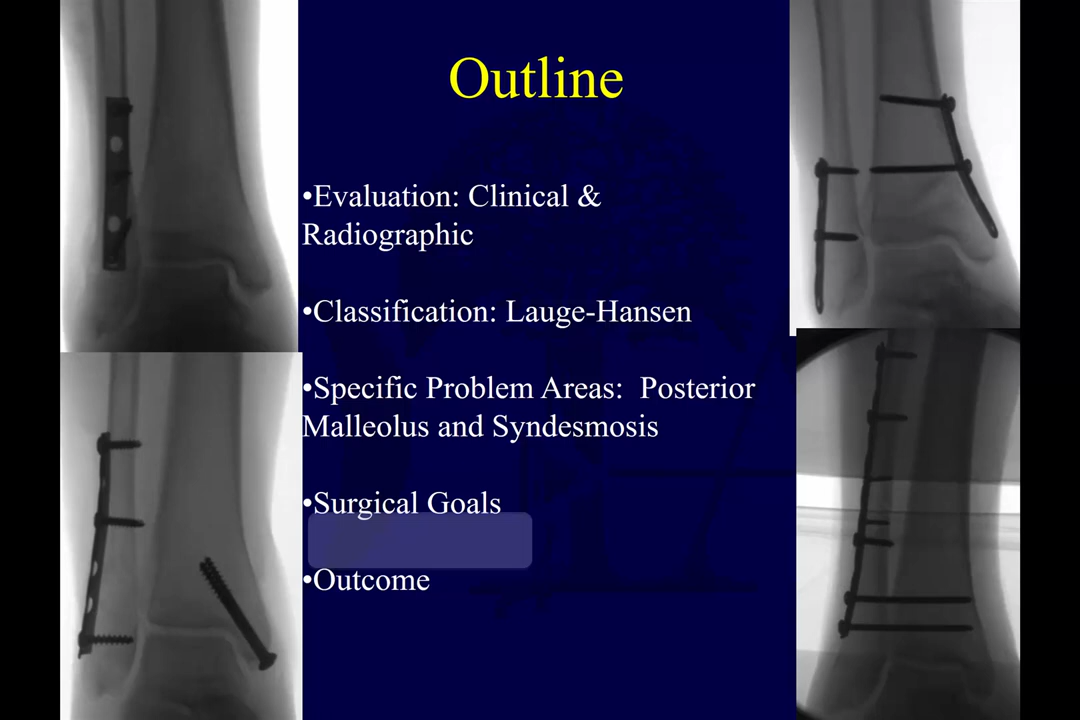 Outline
•Evaluation: Clinical &
Radiographic
•Classification: Lauge-Hansen
•Specific Problem Areas:  Posterior
Malleolus and Syndesmosis
•Surgical Goals
•Outcome